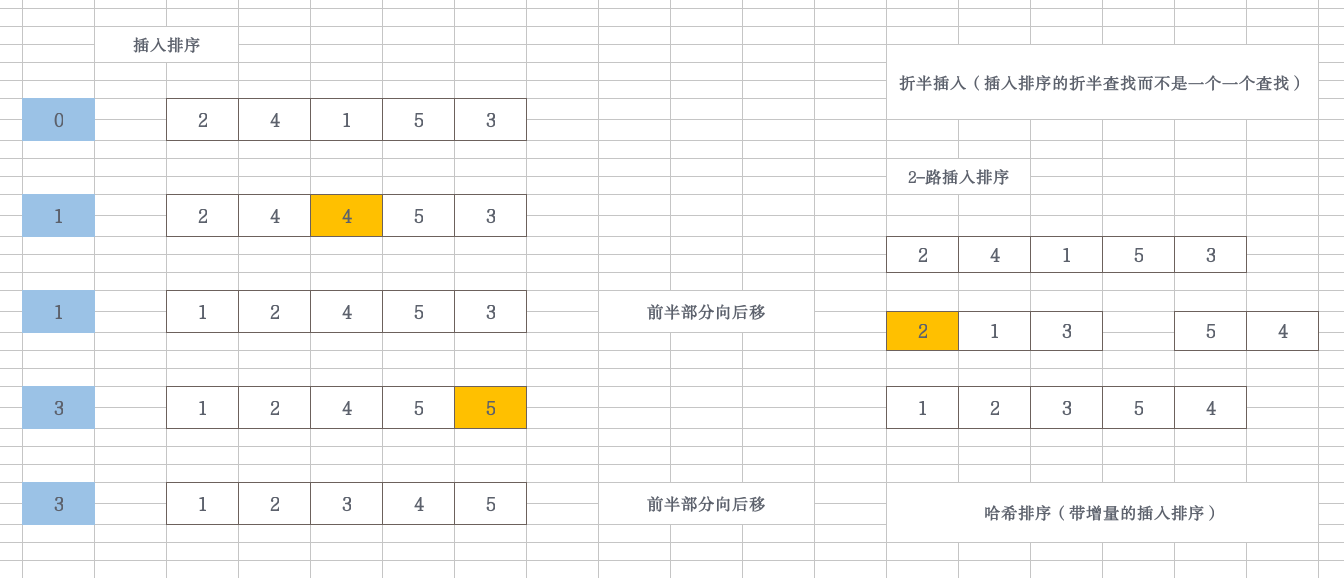 插入排序
0 2 4 1 5 3
1 2 4 4 5 3
1 1 2 4 5 3 前半部分向后移
3 1 2 4 5 5
3 1 2 3 4 5 前半部分向后移
折半插入（插入排序的折半查找而不是一个一个查找）
2-路插入排序
2 4 1 5 3
2 1 3 5 4
1 2 3 5 4
哈希排序（带增量的插入排序）